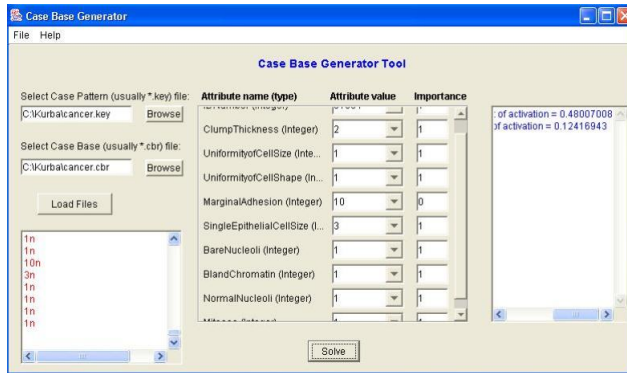 Case Base Generator
File Help
Case Base Generator Tool
Select Case Pattern (usually *.key) file:
C:\Kurba\cancer.key Browse
Select Case Base (usually *.cbr) file:
C:\Kurba\cancer.cbr Browse
Load Files
1n
1n
10n
3n
1n
1n
1n
1n
Attribute name (type) Attribute value Importance
ClumpThickness (Integer) 2 1
UniformityofCellSize (Inte... 1 1
UniformityofCellShape (In... 1 1
MarginalAdhesion (Integer) 10 0
SingleEpithelialCellSize (I... 3 1
BareNucleoli (Integer) 1 1
BlandChromatin (Integer) 1 1
NormalNucleoli (Integer) 1 1
Solve
of activation = 0.48007008
of activation = 0.12416943